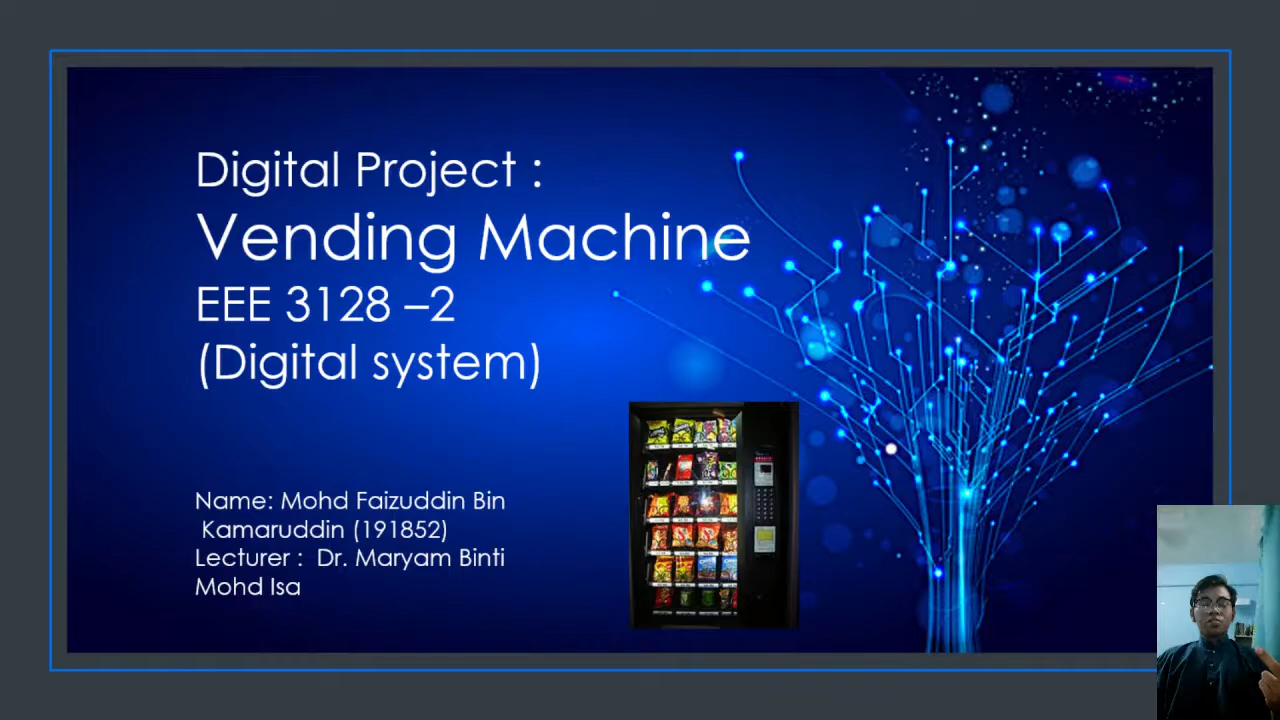 Digital Project :
Vending Machine
EEE 3128 –2
(Digital system)
Name: Mohd Faizuddin Bin
Kamaruddin (191852)
Lecturer : Dr. Maryam Binti
Mohd Isa